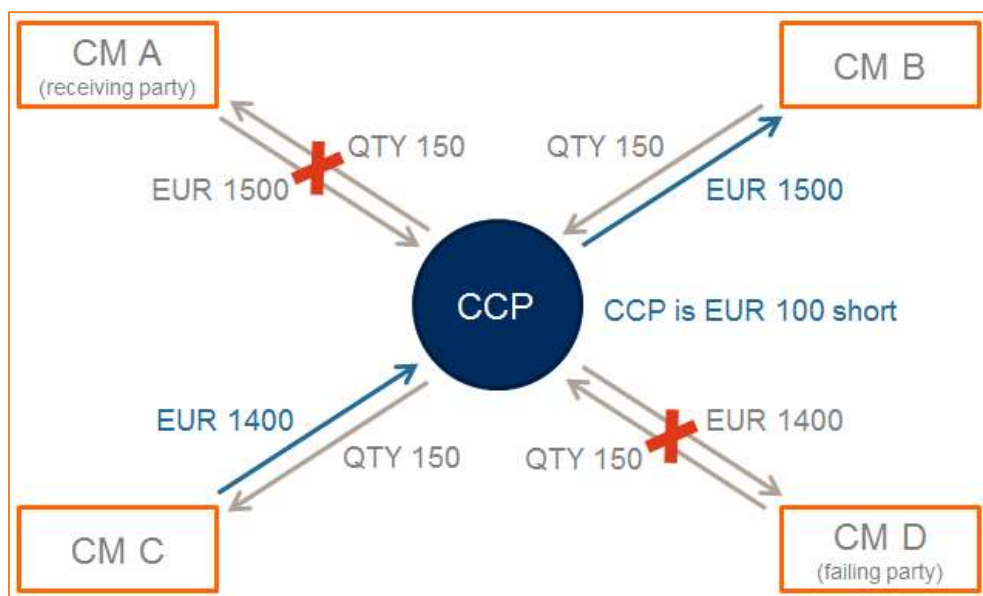 CM A
(receiving party)
CM B
QTY 150
EUR 1500
QTY 150
EUR 1500
CCP
CCP is EUR 100 short
EUR 1400
QTY 150
EUR 1400
QTY 150
CM C
CM D
(failing party)